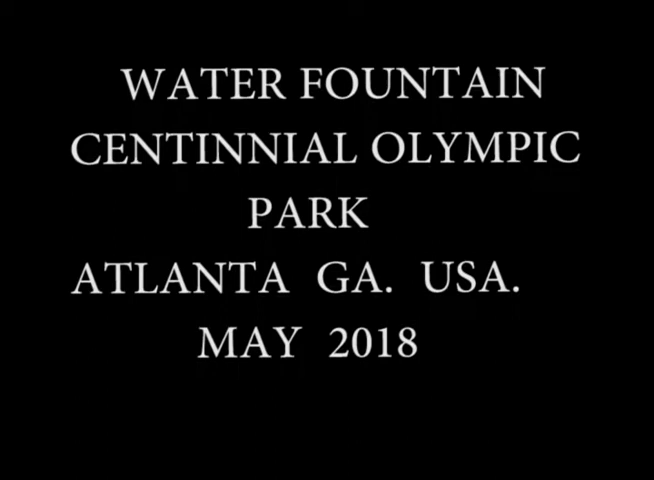 WATER FOUNTAIN
CENTINNIAL OLYMPIC
PARK
ATLANTA GA. USA.
MAY 2018